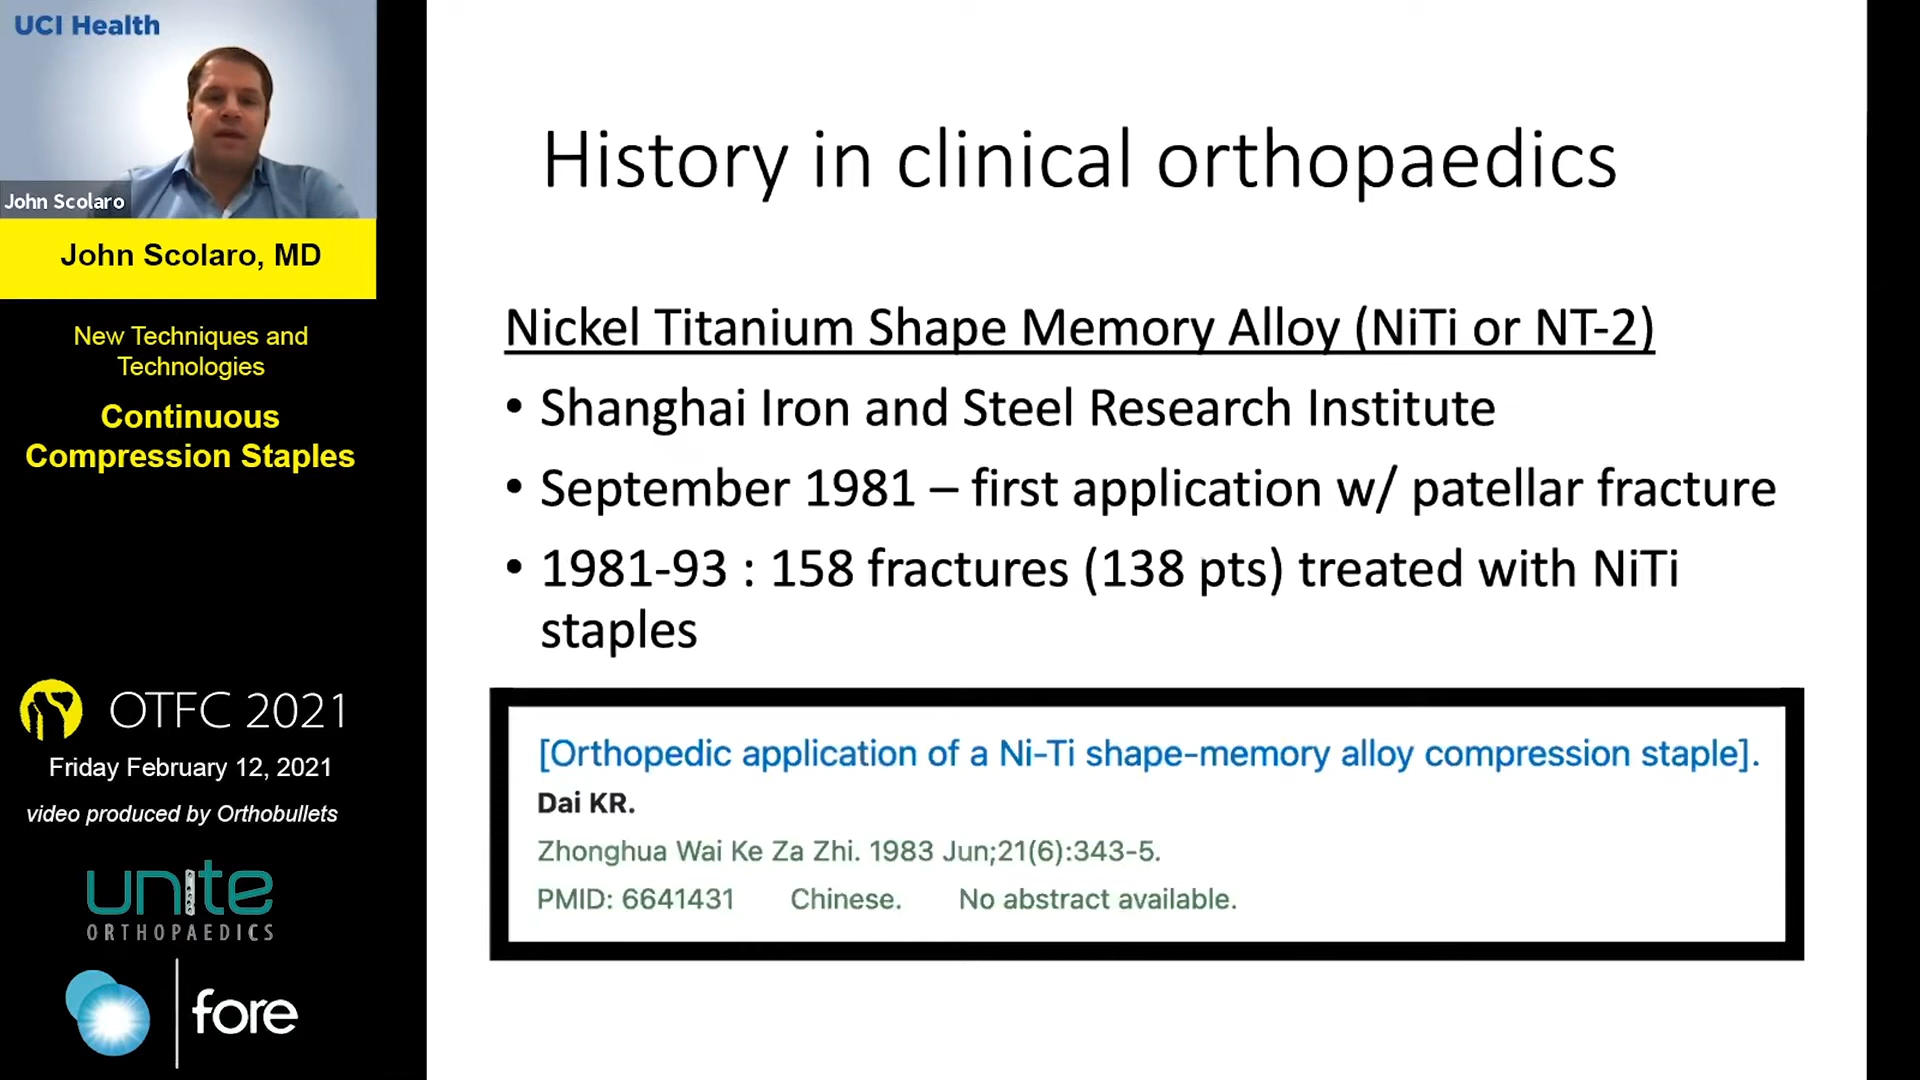 UCI Health
John Scolaro
John Scolaro, MD
New Techniques and
Technologies
Continuous
Compression Staples
OTFC 2021
Friday February 12, 2021
video produced by Orthobullets
unite
ORTHOPAEDICS
fore
History in clinical orthopaedics
Nickel Titanium Shape Memory Alloy (NiTi or NT-2)
• Shanghai Iron and Steel Research Institute
• September 1981 – first application w/ patellar fracture
• 1981-93 : 158 fractures (138 pts) treated with NiTi
staples
[Orthopedic application of a Ni-Ti shape-memory alloy compression staple].
Dai KR.
Zhonghua Wai Ke Za Zhi. 1983 Jun;21(6):343-5.
PMID: 6641431 Chinese. No abstract available.